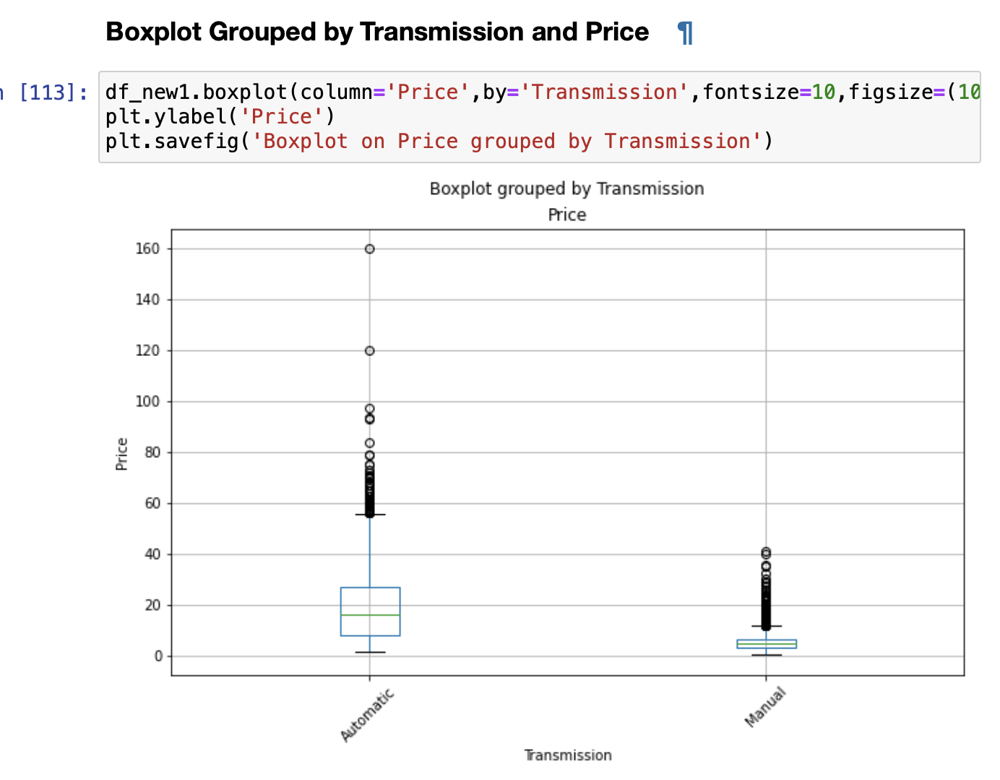 Boxplot Grouped by Transmission and Price ¶
[113]: df_new1.boxplot(column='Price',by='Transmission',fontsize=10,figsize=(10
plt.ylabel('Price')
plt.savefig('Boxplot on Price grouped by Transmission')
Boxplot grouped by Transmission
Price
160
140
120
100
80
60
40
20
0
Price
Automatic
Manual
Transmission